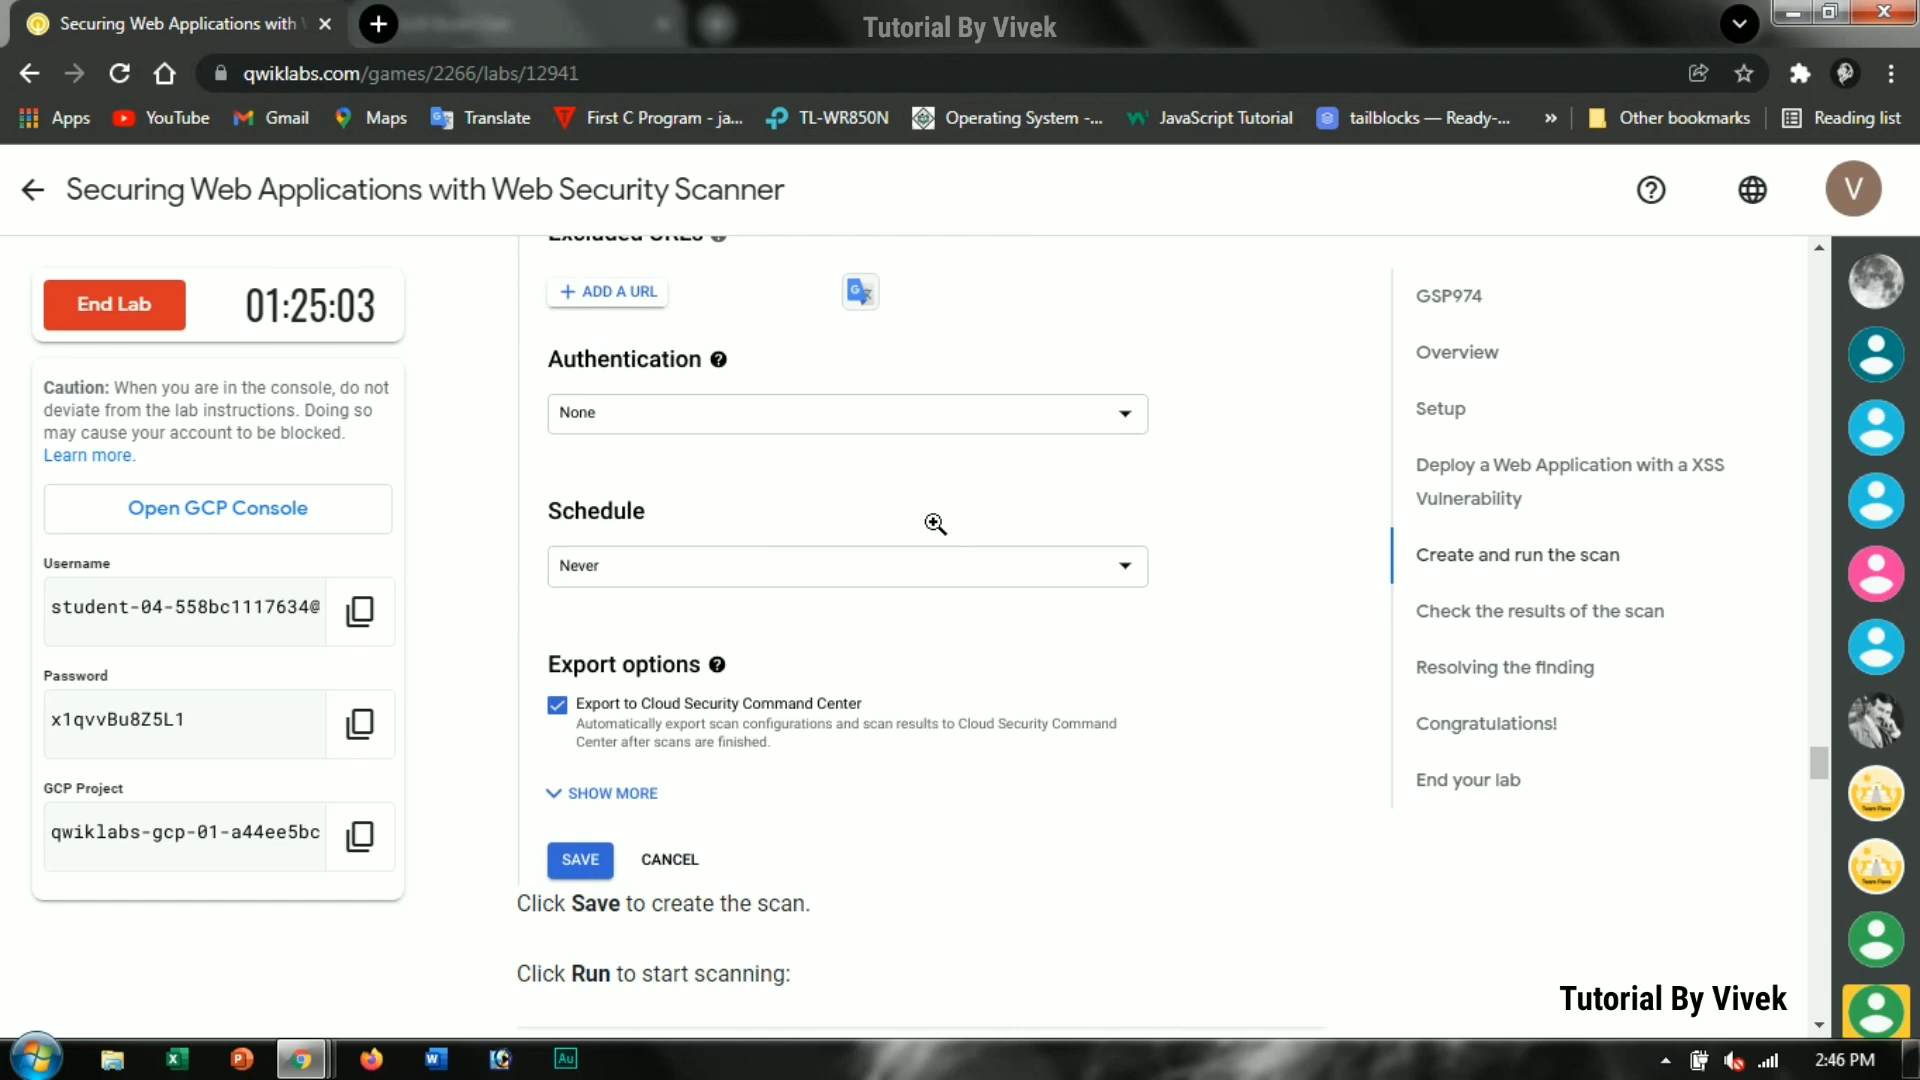 Securing Web Applications with
Tutorial By Vivek
qwiklabs.com/games/2266/labs/12941
Apps
YouTube
Gmail
Maps
Translate
First C Program - ja...
TL-WR850N
Operating System -...
JavaScript Tutorial
tailblocks — Ready-...
»
Other bookmarks
Reading list
Securing Web Applications with Web Security Scanner
V
End Lab
01:25:03
Caution: When you are in the console, do not
deviate from the lab instructions. Doing so
may cause your account to be blocked.
Learn more.
Open GCP Console
Username
student-04-558bc1117634@
Password
x1qvvBu8Z5L1
GCP Project
qwiklabs-gcp-01-a44ee5bc
Excluded URLs
+ ADD A URL
Authentication
None
Schedule
Never
Export options
Export to Cloud Security Command Center
Automatically export scan configurations and scan results to Cloud Security Command
Center after scans are finished.
SHOW MORE
SAVE
CANCEL
Click Save to create the scan.
Click Run to start scanning:
GSP974
Overview
Setup
Deploy a Web Application with a XSS
Vulnerability
Create and run the scan
Check the results of the scan
Resolving the finding
Congratulations!
End your lab
Tutorial By Vivek
Au
2:46 PM